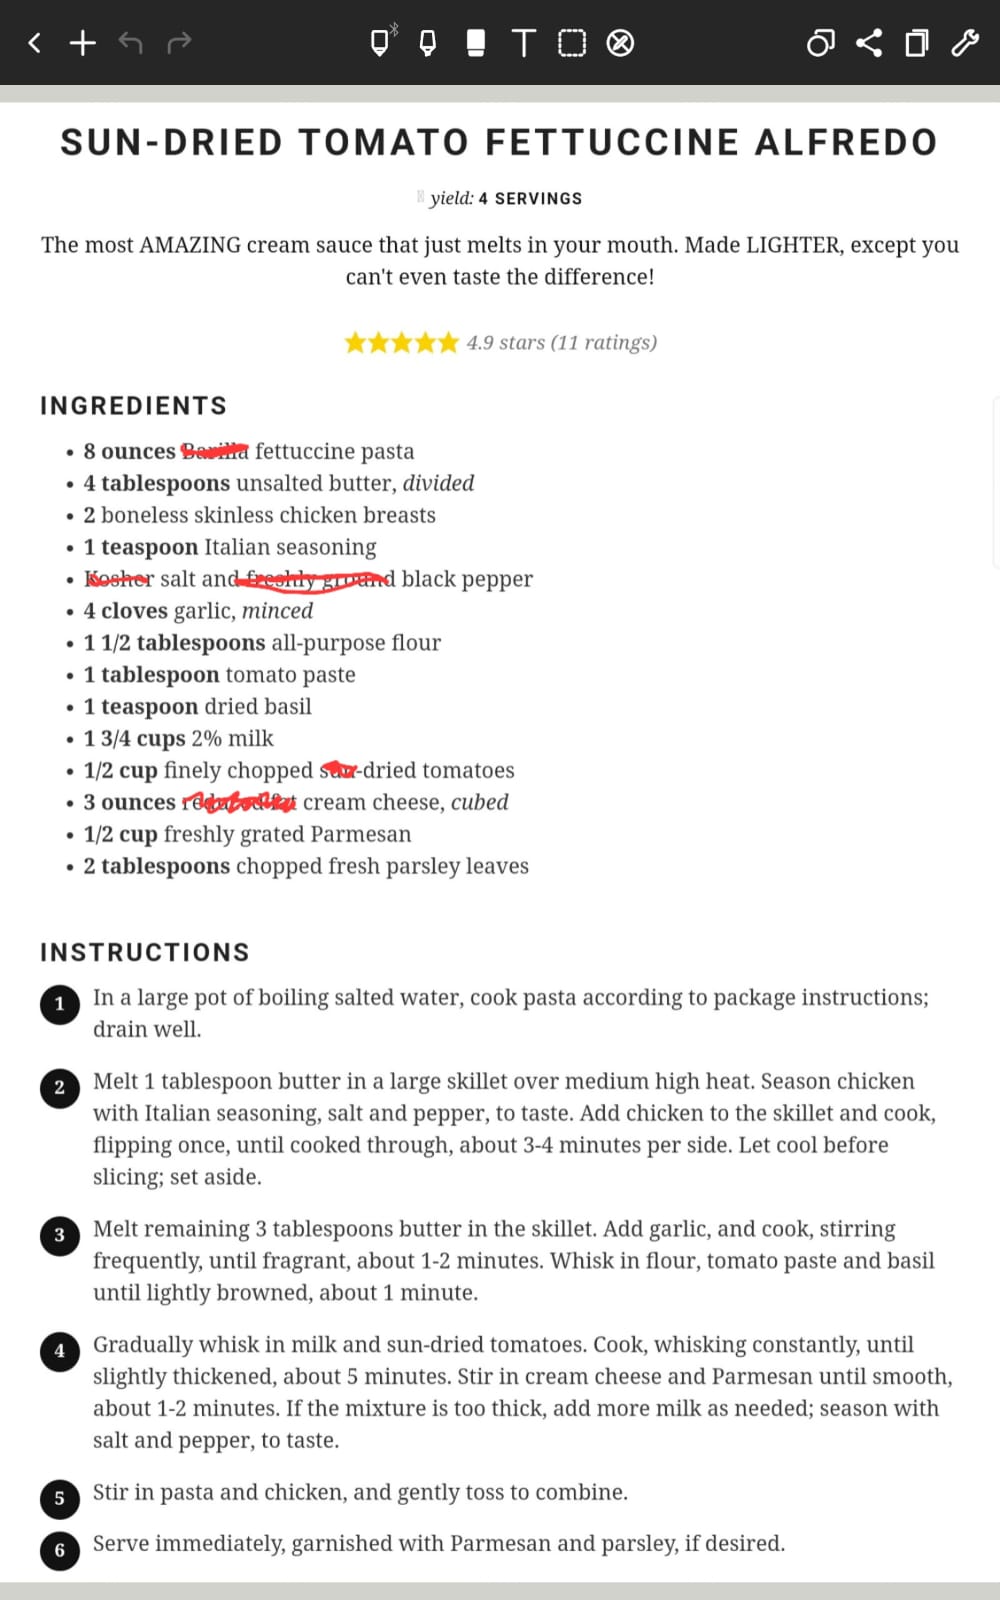 SUN-DRIED TOMATO FETTUCCINE ALFREDO
yield: 4 SERVINGS
The most AMAZING cream sauce that just melts in your mouth. Made LIGHTER, except you
can't even taste the difference!
4.9 stars (11 ratings)
INGREDIENTS
• 8 ounces Barilla fettuccine pasta
• 4 tablespoons unsalted butter, divided
• 2 boneless skinless chicken breasts
• 1 teaspoon Italian seasoning
• Kosher salt and freshly ground black pepper
• 4 cloves garlic, minced
• 1 1/2 tablespoons all-purpose flour
• 1 tablespoon tomato paste
• 1 teaspoon dried basil
• 1 3/4 cups 2% milk
• 1/2 cup finely chopped sun-dried tomatoes
• 3 ounces cream cheese, cubed
• 1/2 cup freshly grated Parmesan
• 2 tablespoons chopped fresh parsley leaves
INSTRUCTIONS
1 In a large pot of boiling salted water, cook pasta according to package instructions;
drain well.
2 Melt 1 tablespoon butter in a large skillet over medium high heat. Season chicken
with Italian seasoning, salt and pepper, to taste. Add chicken to the skillet and cook,
flipping once, until cooked through, about 3-4 minutes per side. Let cool before
slicing; set aside.
3 Melt remaining 3 tablespoons butter in the skillet. Add garlic, and cook, stirring
frequently, until fragrant, about 1-2 minutes. Whisk in flour, tomato paste and basil
until lightly browned, about 1 minute.
4 Gradually whisk in milk and sun-dried tomatoes. Cook, whisking constantly, until
slightly thickened, about 5 minutes. Stir in cream cheese and Parmesan until smooth,
about 1-2 minutes. If the mixture is too thick, add more milk as needed; season with
salt and pepper, to taste.
5 Stir in pasta and chicken, and gently toss to combine.
6 Serve immediately, garnished with Parmesan and parsley, if desired.